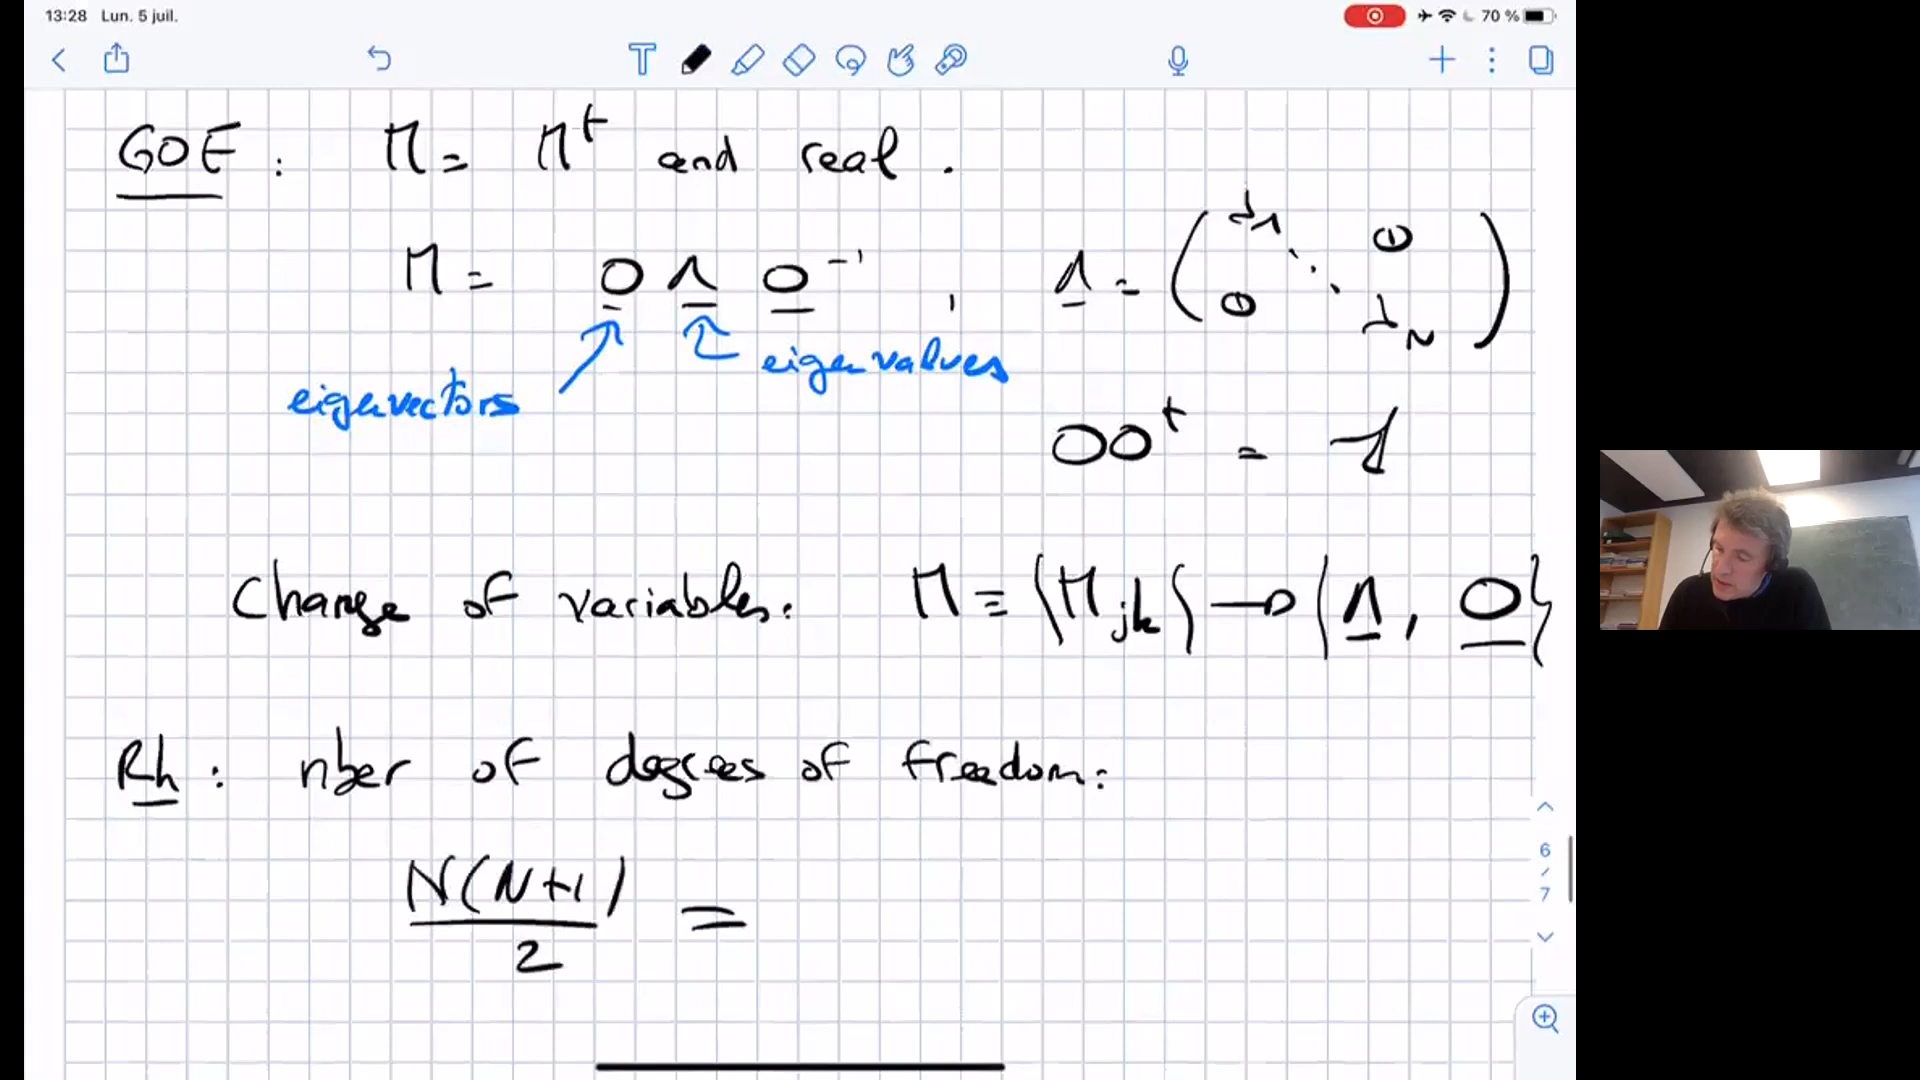 13:28 Lun. 5 juil. 70 %
GOE : M = M^t and real .
M = O Λ O^-1 , Λ = (λ1 ⋱ 0 0 λN)
eigenvectors eigenvalues
OO^t = 1
Change of variables: M ≡ {M_jk} → {Λ, O}
Rk : nber of degrees of freedom:
N(N+1)/2 =
6/7